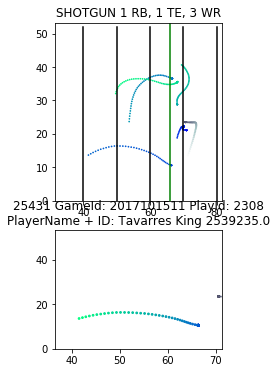 SHOTGUN 1 RB, 1 TE, 3 WR
50
40
30
20
10
0
40 60 80
25431 GameId: 2017101511 PlayId: 2308
PlayerName + ID: Tavarres King 2539235.0
40
20
0
40 50 60 70